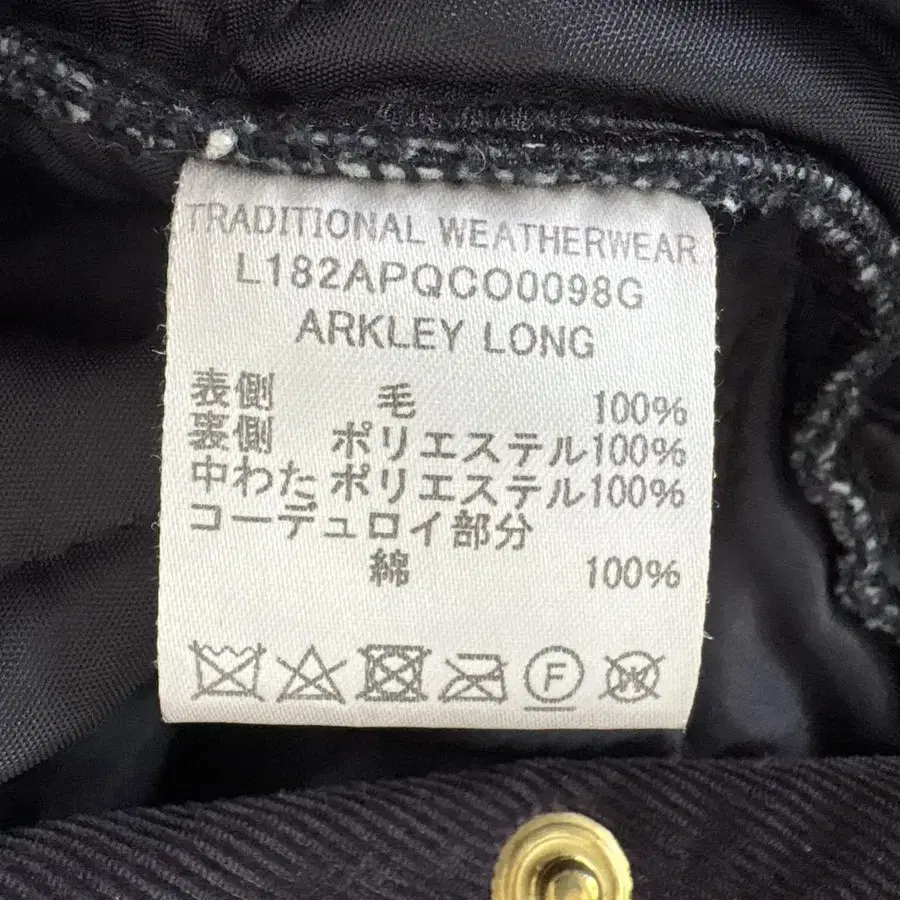 TRADITIONAL WEATHERWEAR
L182APQCO0098G
ARKLEY LONG
表側 毛 100%
裏側 ポリエステル100%
中わた ポリエステル100%
コーデュロイ部分
綿 100%
F W